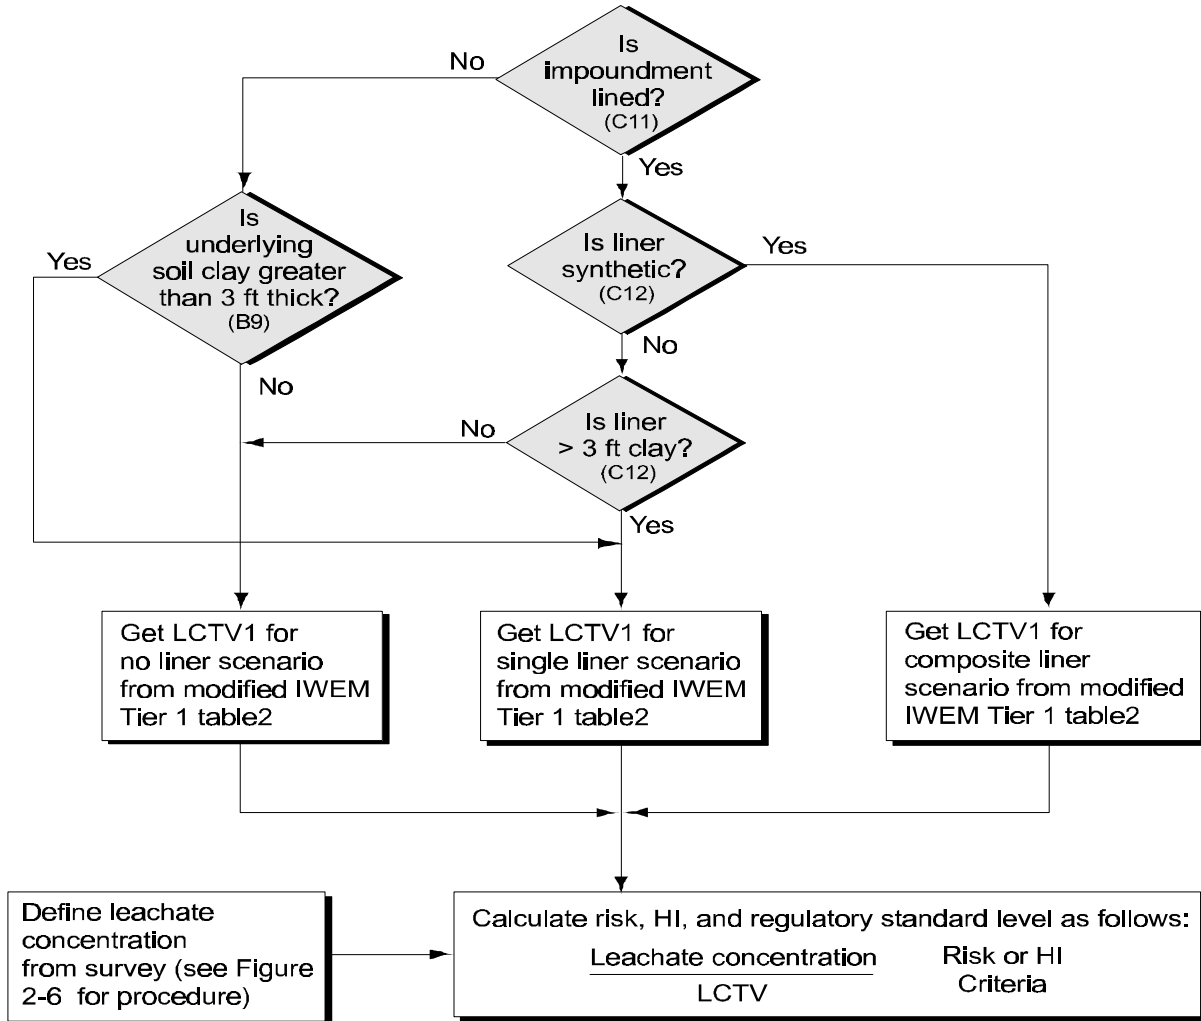 Is
impoundment
lined?
(C11)
No
Yes
Is
underlying
soil clay greater
than 3 ft thick?
(B9)
Yes
No
Is liner
synthetic?
(C12)
Yes
No
Is liner
> 3 ft clay?
(C12)
No
Yes
Get LCTV1 for
no liner scenario
from modified IWEM
Tier 1 table2
Get LCTV1 for
single liner scenario
from modified IWEM
Tier 1 table2
Get LCTV1 for
composite liner
scenario from modified
IWEM Tier 1 table2
Define leachate
concentration
from survey (see Figure
2-6 for procedure)
Calculate risk, HI, and regulatory standard level as follows:
Leachate concentration
LCTV
Risk or HI
Criteria